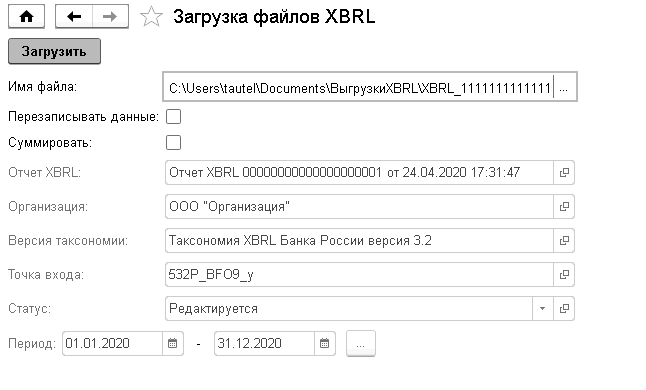 Загрузка файлов XBRL
Загрузить
Имя файла: C:\Users\tautel\Documents\ВыгрузкиXBRL\XBRL_1111111111111 ...
Перезаписывать данные:
Суммировать:
Отчет XBRL: Отчет XBRL 00000000000000000001 от 24.04.2020 17:31:47
Организация: ООО "Организация"
Версия таксономии: Таксономия XBRL Банка России версия 3.2
Точка входа: 532P_BFO9_y
Статус: Редактируется
Период: 01.01.2020 - 31.12.2020 ...